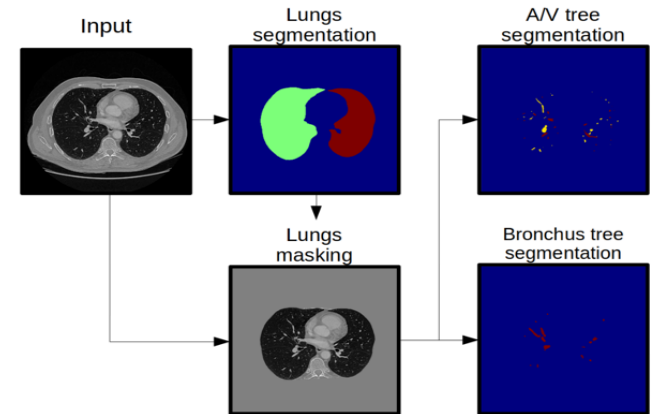 Input
Lungs
segmentation
A/V tree
segmentation
Lungs
masking
Bronchus tree
segmentation